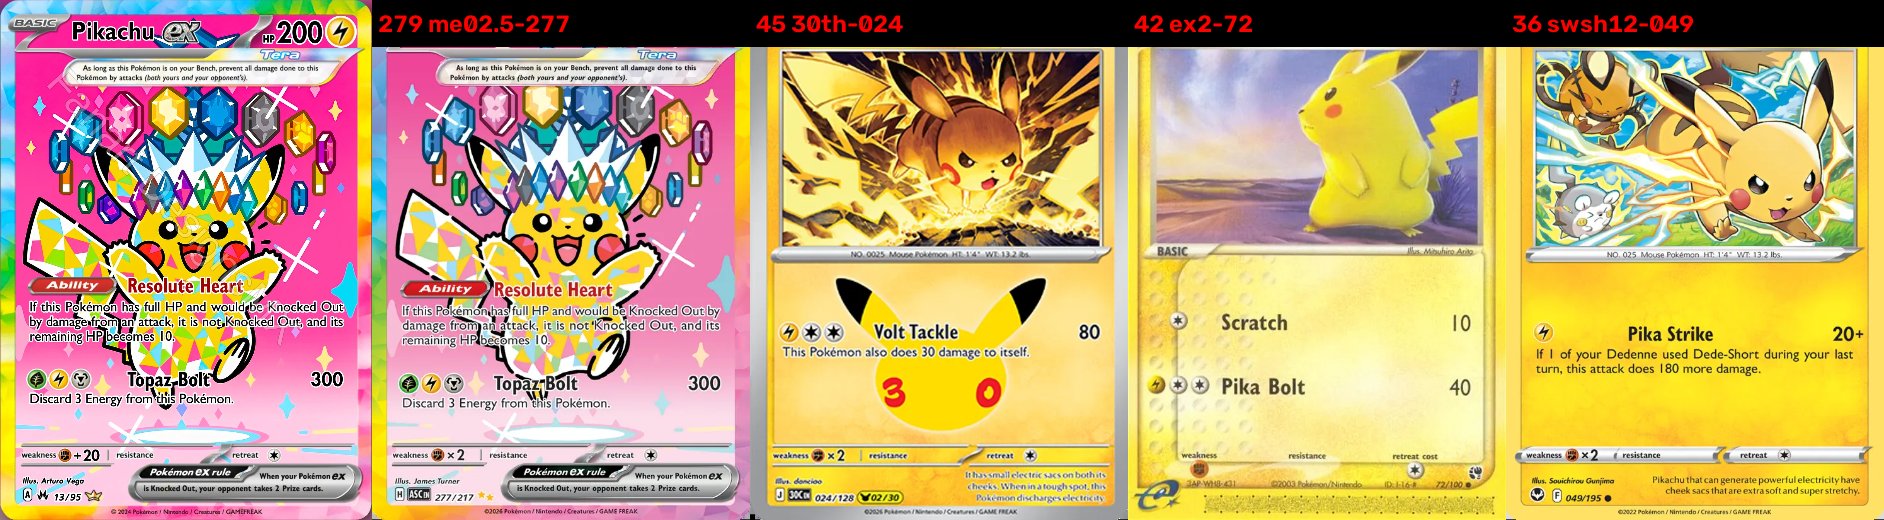 BASIC
Pikachu ex
HP 200
Tera
As long as this Pokémon is on your Bench, prevent all damage done to this
Pokémon by attacks (both yours and your opponent's).
Ability Resolute Heart
If this Pokémon has full HP and would be Knocked Out
by damage from an attack, it is not Knocked Out, and its
remaining HP becomes 10.
Topaz Bolt 300
Discard 3 Energy from this Pokémon.
weakness +20 resistance retreat
Pokémon ex rule When your Pokémon ex
is Knocked Out, your opponent takes 2 Prize cards.
Illus. Arturo Vega
A 13/95
© 2024 Pokémon / Nintendo / Creatures / GAMEFREAK
279 me02.5-277
Tera
As long as this Pokémon is on your Bench, prevent all damage done to this
Pokémon by attacks (both yours and your opponent's).
Ability Resolute Heart
If this Pokémon has full HP and would be Knocked Out by
damage from an attack, it is not Knocked Out, and its
remaining HP becomes 10.
Topaz Bolt 300
Discard 3 Energy from this Pokémon.
weakness ×2 resistance retreat
Pokémon ex rule When your Pokémon ex
is Knocked Out, your opponent takes 2 Prize cards.
Illus. James Turner
H ASC EN 277/217
©2026 Pokémon / Nintendo / Creatures / GAME FREAK
45 30th-024
NO. 0025 Mouse Pokémon HT: 1'4" WT: 13.2 lbs.
Volt Tackle 80
This Pokémon also does 30 damage to itself.
30
weakness ×2 resistance retreat
It has small electric sacs on both its
cheeks. When in a tough spot, this
Pokémon discharges electricity.
Illus. danciao
J 30C EN 024/128 02/30
©2026 Pokémon / Nintendo / Creatures / GAME FREAK
42 ex2-72
BASIC
Illus. Mitsuhiro Arita
Scratch 10
Pika Bolt 40
weakness resistance retreat cost
©2003 Pokémon/Nintendo
72/100
e
36 swsh12-049
NO. 025 Mouse Pokémon HT: 1'4" WT: 13.2 lbs.
Pika Strike 20+
If 1 of your Dedenne used Dede-Short during your last
turn, this attack does 180 more damage.
weakness ×2 resistance retreat
Illus. Souichirou Gunjima
F 049/195
Pikachu that can generate powerful electricity have
cheek sacs that are extra soft and super stretchy.
©2022 Pokémon / Nintendo / Creatures / GAME FREAK